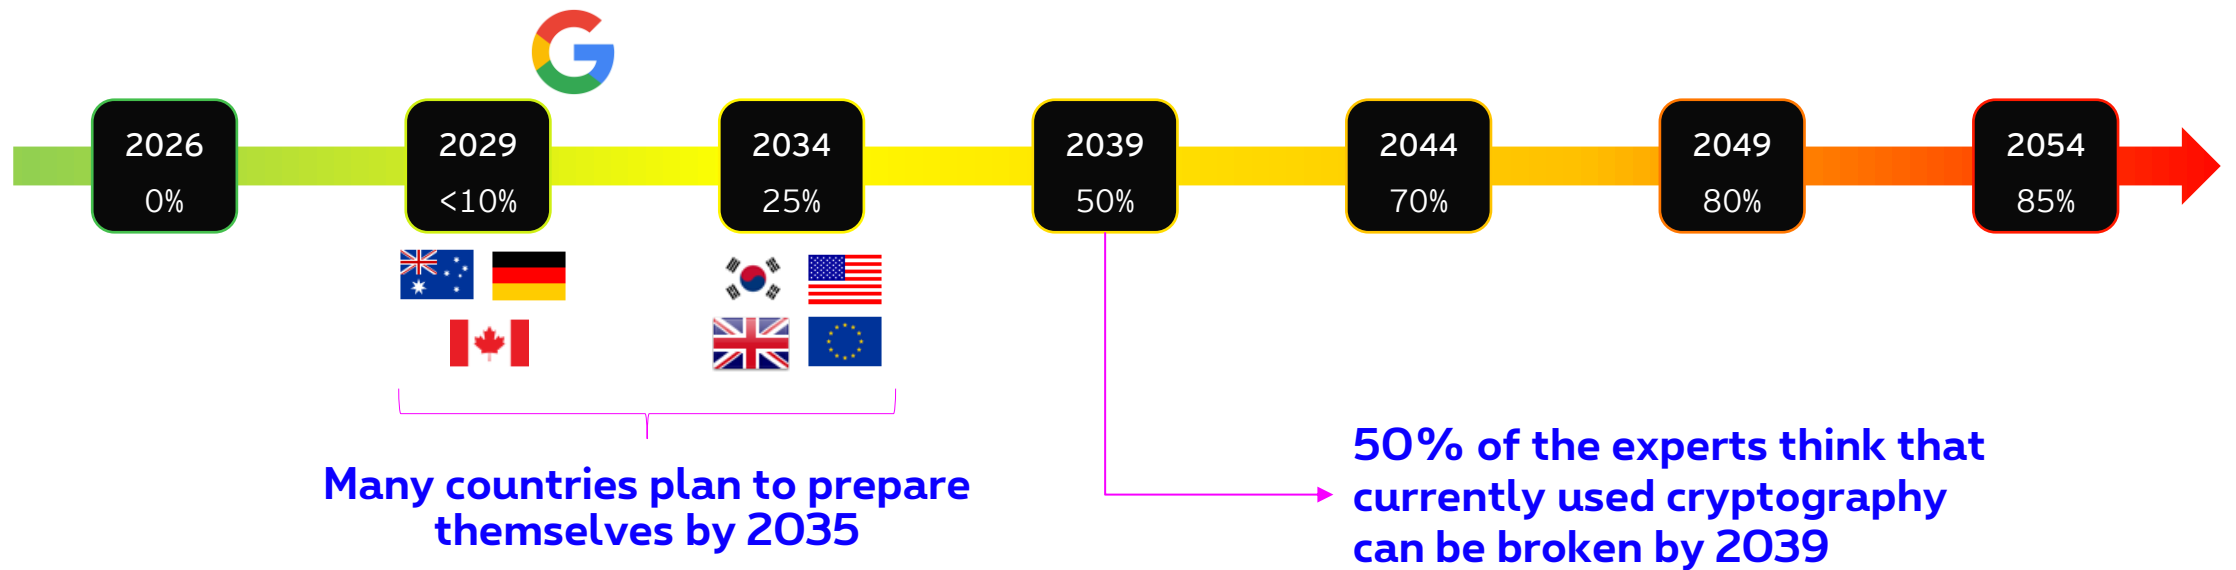 2026
0%
2029
<10%
2034
25%
2039
50%
2044
70%
2049
80%
2054
85%
Many countries plan to prepare
themselves by 2035
50% of the experts think that
currently used cryptography
can be broken by 2039